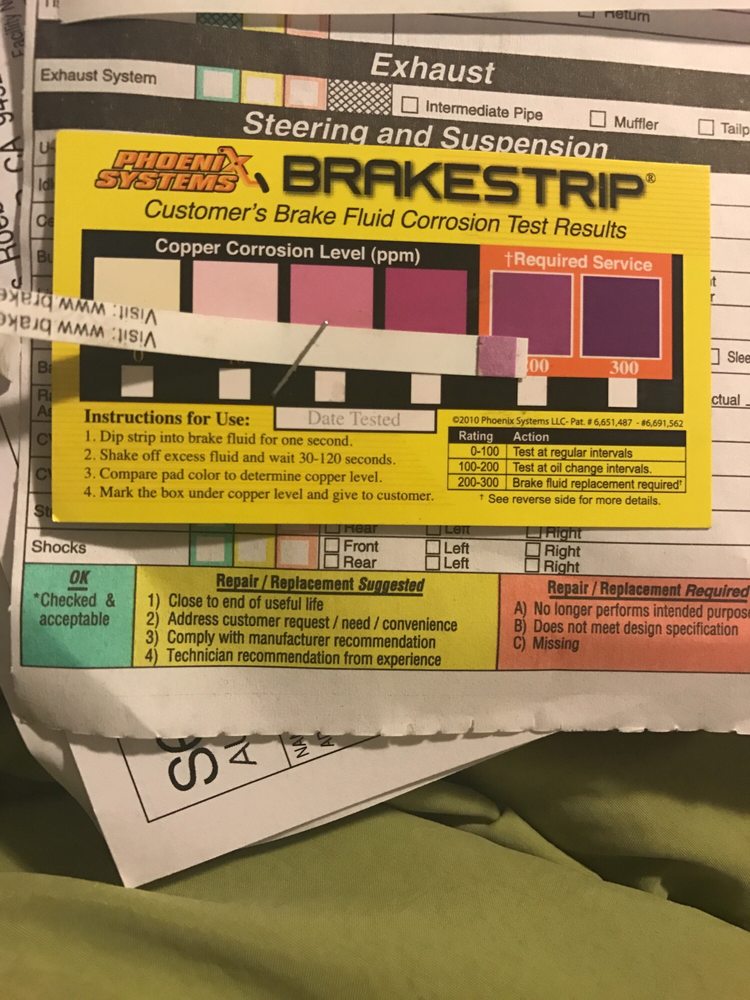 Return
Exhaust
Exhaust System
Intermediate Pipe
Muffler
Steering and Suspension
PHOENIX
SYSTEMS
BRAKESTRIP®
Customer's Brake Fluid Corrosion Test Results
Copper Corrosion Level (ppm)
†Required Service
Visit: www.brake
Visit: www.brake
0
300
Instructions for Use:
Date Tested
1. Dip strip into brake fluid for one second.
2. Shake off excess fluid and wait 30-120 seconds.
3. Compare pad color to determine copper level.
4. Mark the box under copper level and give to customer.
©2010 Phoenix Systems LLC- Pat. # 6,651,487 - #6,691,562
Rating Action
0-100 Test at regular intervals
100-200 Test at oil change intervals.
200-300 Brake fluid replacement required†
† See reverse side for more details.
Rear Left Right
Shocks
Front Left Right
Rear Left Right
OK
*Checked &
acceptable
Repair / Replacement Suggested
1) Close to end of useful life
2) Address customer request / need / convenience
3) Comply with manufacturer recommendation
4) Technician recommendation from experience
Repair / Replacement Required
A) No longer performs intended purpose
B) Does not meet design specification
C) Missing